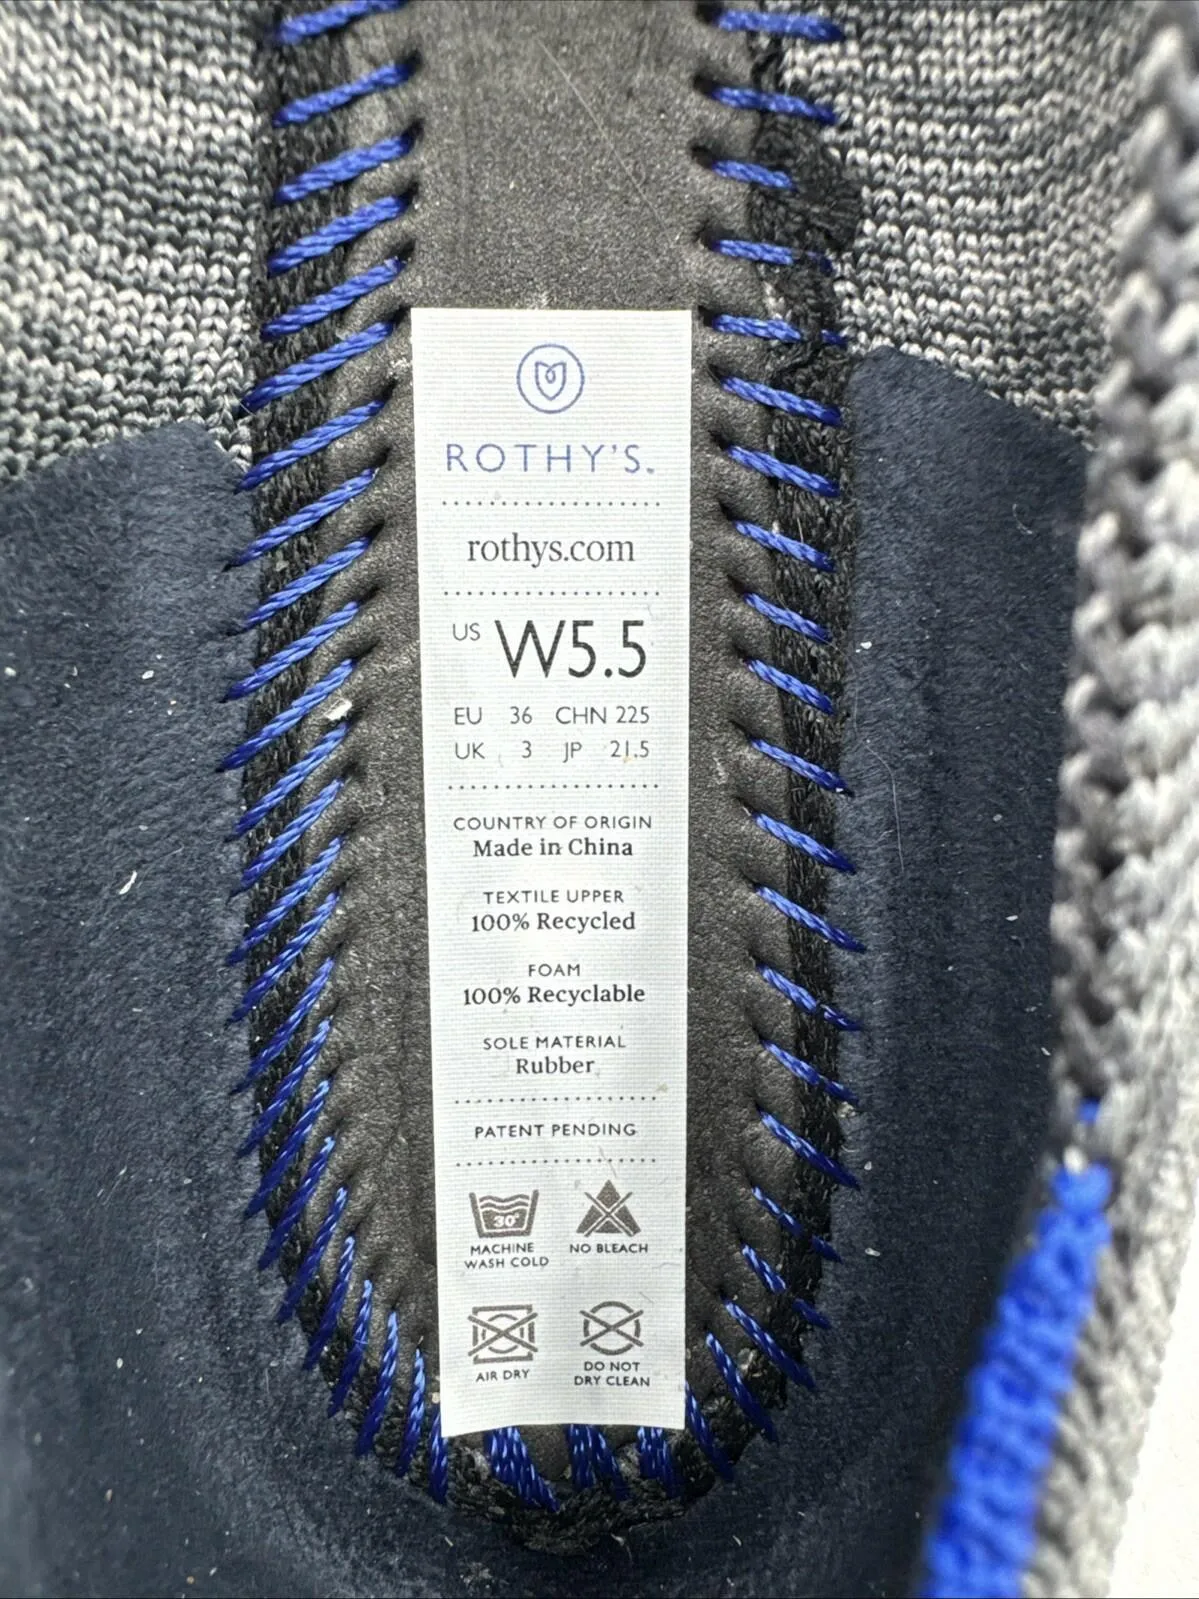 ROTHY'S.
rothys.com
US W5.5
EU 36 CHN 225
UK 3 JP 21.5
COUNTRY OF ORIGIN
Made in China
TEXTILE UPPER
100% Recycled
FOAM
100% Recyclable
SOLE MATERIAL
Rubber
PATENT PENDING
30°
MACHINE
WASH COLD
NO BLEACH
AIR DRY
DO NOT
DRY CLEAN